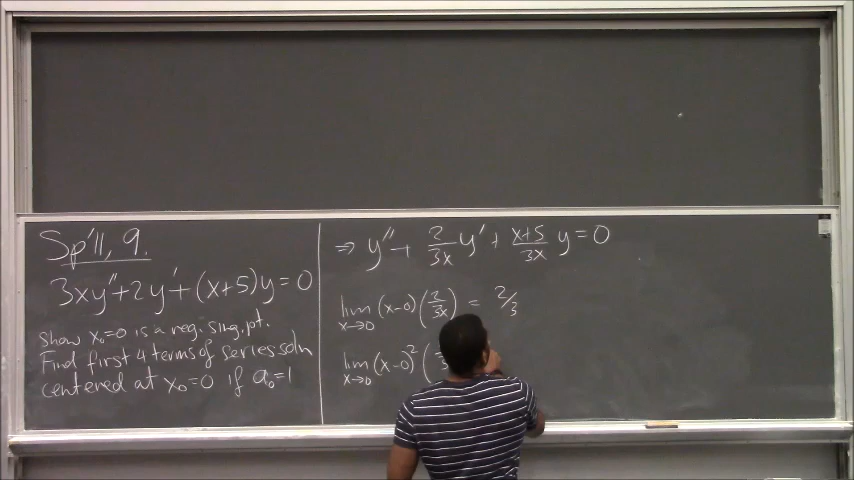 Sp'11, 9.
3xy''+2y'+(x+5)y=0
Show x₀=0 is a reg. sing. pt.
Find first 4 terms of series soln
centered at x₀=0 if a₀=1
⇒ y'' + 2/3x y' + x+5/3x y = 0
lim x→0 (x-0)(2/3x) = 2/3
lim x→0 (x-0)² (